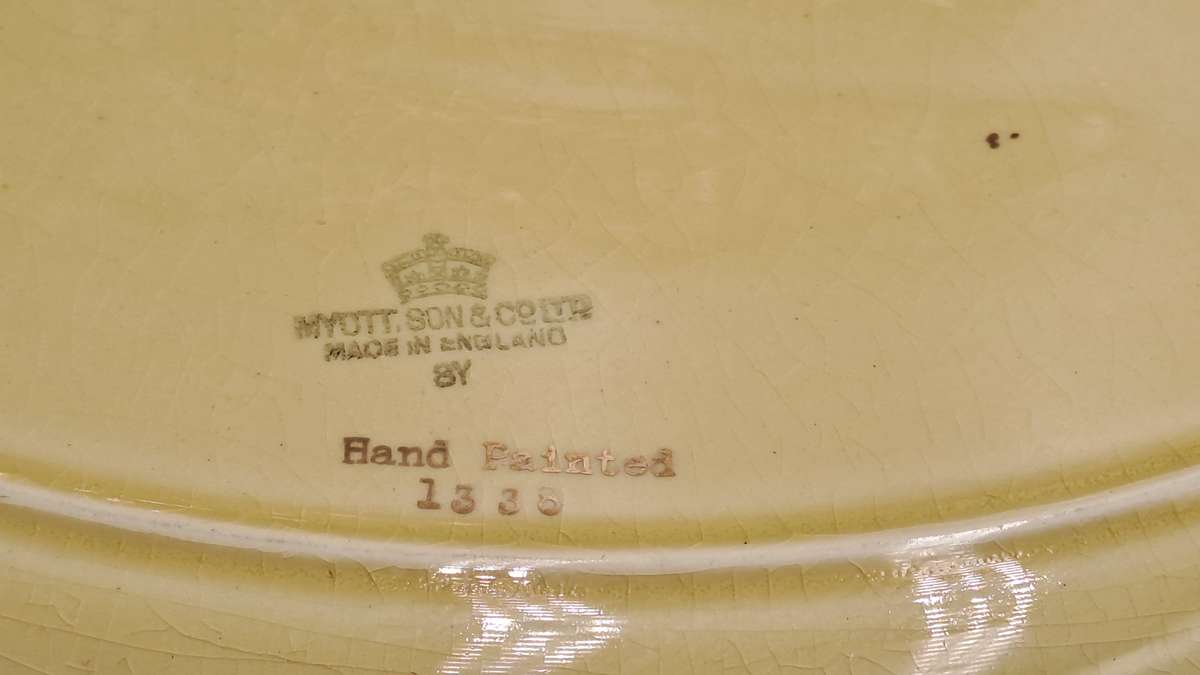 MYOTT, SON & CO LTD
MADE IN ENGLAND
8Y
Hand Painted
1338